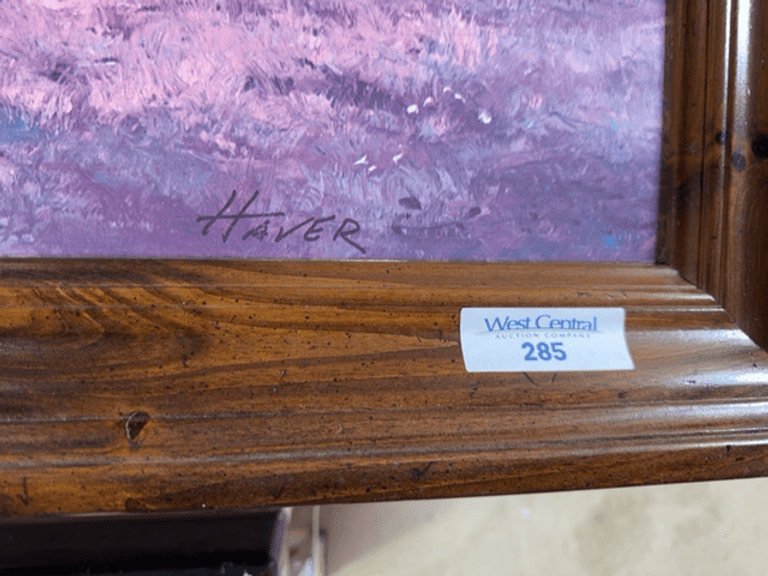 HAVER
West Central
AUCTION COMPANY
285